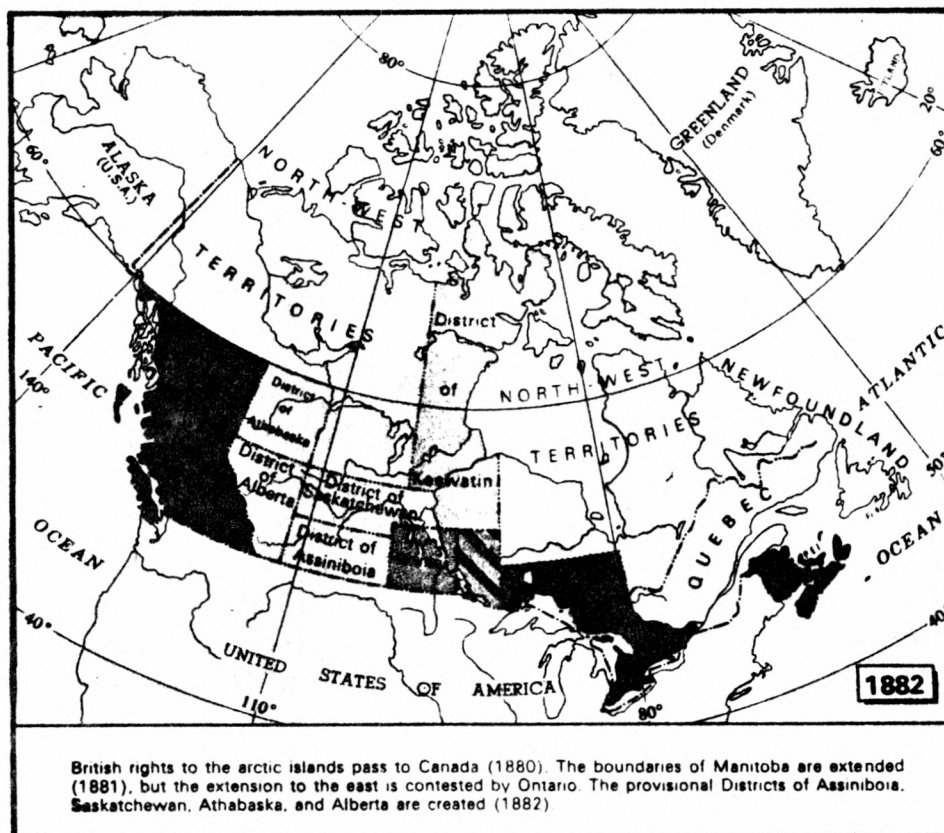 80°
GREENLAND
(Denmark)
20°
60°
60°
ALASKA
(U.S.A.)
NORTH-WEST
TERRITORIES
District
of
Keewatin
PACIFIC
140°
OCEAN
NORTH-WEST
TERRITORIES
NEWFOUNDLAND
ATLANTIC
50°
OCEAN
District
of
Athabaska
District
of
Alberta
District of
Saskatchewan
District of
Assiniboia
QUEBEC
40°
40°
UNITED STATES OF AMERICA
110°
80°
1882
British rights to the arctic islands pass to Canada (1880). The boundaries of Manitoba are extended
(1881), but the extension to the east is contested by Ontario. The provisional Districts of Assiniboia,
Saskatchewan, Athabaska, and Alberta are created (1882)